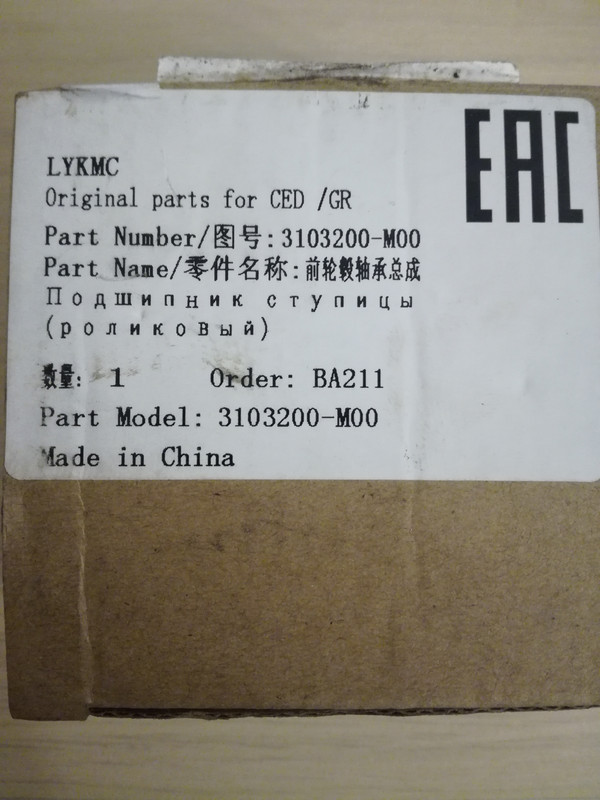 EAC
LYKMC
Original parts for CED /GR
Part Number/图号:3103200-M00
Part Name/零件名称:前轮毂轴承总成
Подшипник ступицы
(роликовый)
数量: 1 Order: BA211
Part Model: 3103200-M00
Made in China